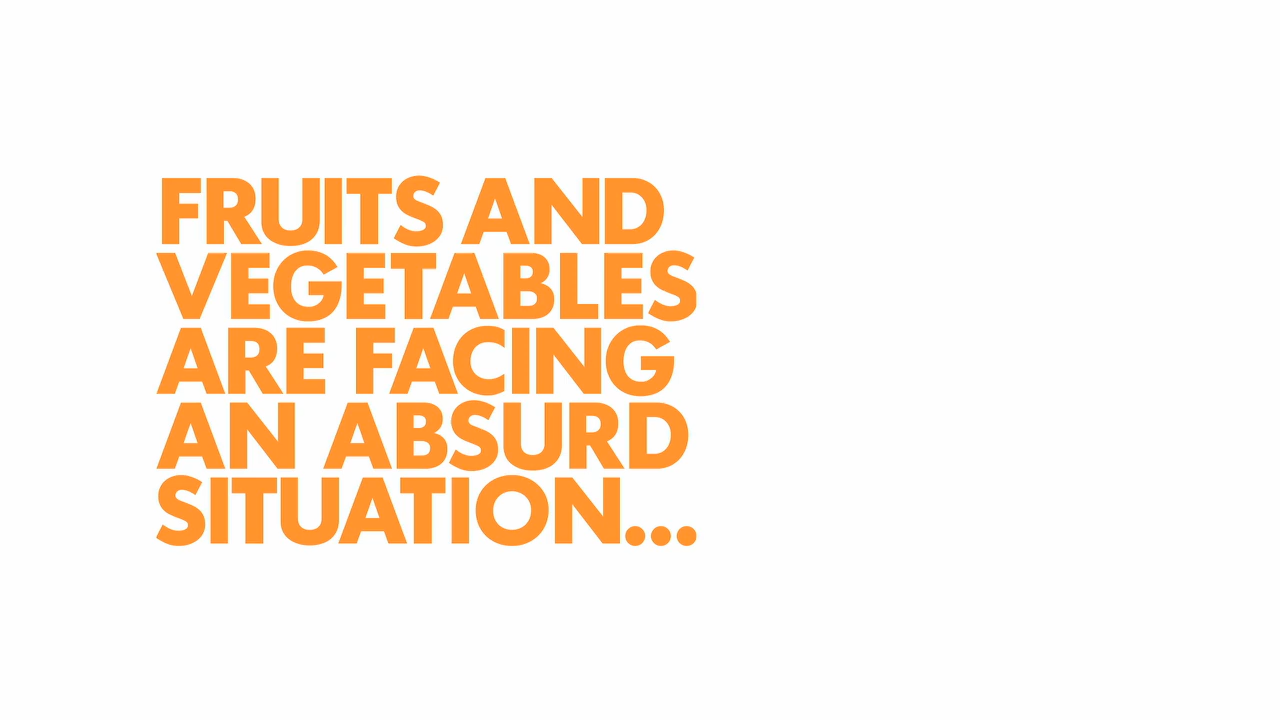 FRUITS AND
VEGETABLES
ARE FACING
AN ABSURD
SITUATION...